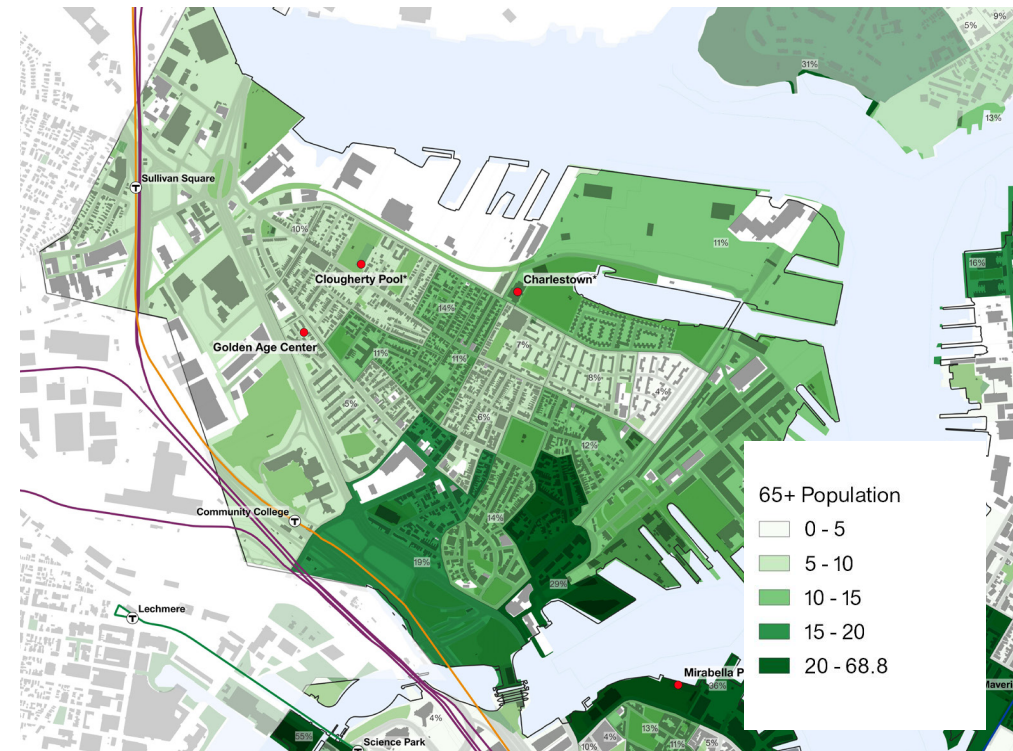 5%
9%
31%
13%
Sullivan Square
10%
11%
16%
Clougherty Pool*
Charlestown*
14%
Golden Age Center
7%
11%
11%
8%
4%
5%
6%
12%
65+ Population
0 - 5
5 - 10
10 - 15
15 - 20
20 - 68.8
Community College
T
14%
19%
29%
Lechmere
T
Mirabella P
36%
Maveri
4%
55%
Science Park
T
10%
4%
13%
11%
5%
T